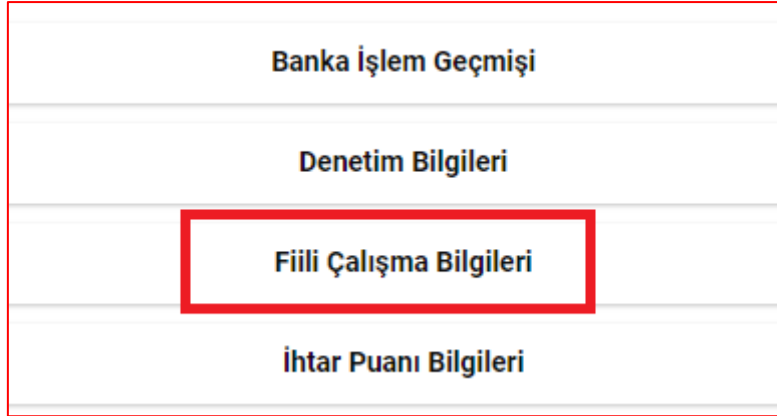 Banka İşlem Geçmişi
Denetim Bilgileri
Fiili Çalışma Bilgileri
İhtar Puanı Bilgileri